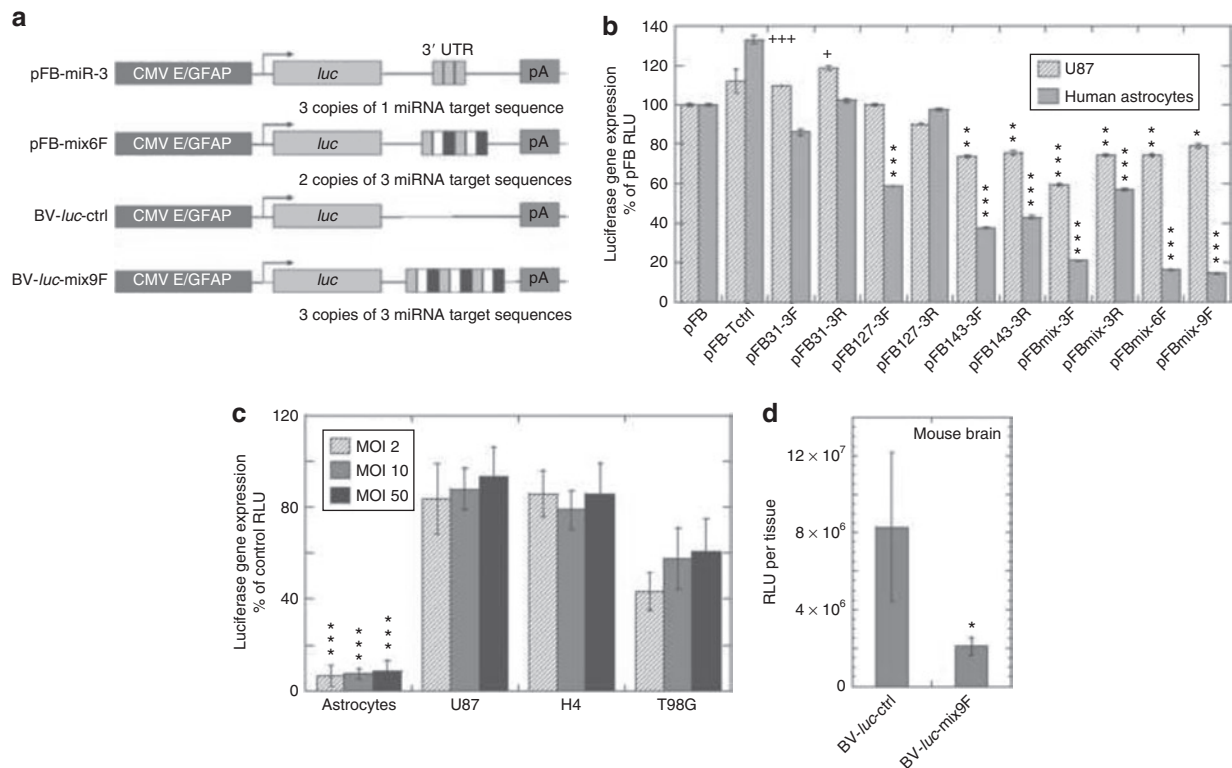 a
3′ UTR
pFB-miR-3 CMV E/GFAP luc pA
3 copies of 1 miRNA target sequence
pFB-mix6F CMV E/GFAP luc pA
2 copies of 3 miRNA target sequences
BV-luc-ctrl CMV E/GFAP luc pA
BV-luc-mix9F CMV E/GFAP luc pA
3 copies of 3 miRNA target sequences
b
Luciferase gene expression
% of pFB RLU
140
120
100
80
60
40
20
0
+++
+
***
**
***
**
***
***
***
**
***
**
***
*
***
U87
Human astrocytes
pFB
pFB-Tctrl
pFB31-3F
pFB31-3R
pFB127-3F
pFB127-3R
pFB143-3F
pFB143-3R
pFBmix-3F
pFBmix-3R
pFBmix-6F
pFBmix-9F
c
Luciferase gene expression
% of control RLU
120
80
40
0
MOI 2
MOI 10
MOI 50
*** *** ***
Astrocytes U87 H4 T98G
d
Mouse brain
RLU per tissue
12 × 10⁷
8 × 10⁶
4 × 10⁶
0
*
BV-luc-ctrl
BV-luc-mix9F